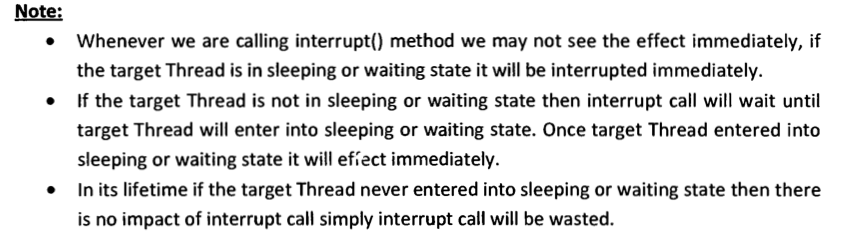 Note:
• Whenever we are calling interrupt() method we may not see the effect immediately, if
the target Thread is in sleeping or waiting state it will be interrupted immediately.
• If the target Thread is not in sleeping or waiting state then interrupt call will wait until
target Thread will enter into sleeping or waiting state. Once target Thread entered into
sleeping or waiting state it will effect immediately.
• In its lifetime if the target Thread never entered into sleeping or waiting state then there
is no impact of interrupt call simply interrupt call will be wasted.